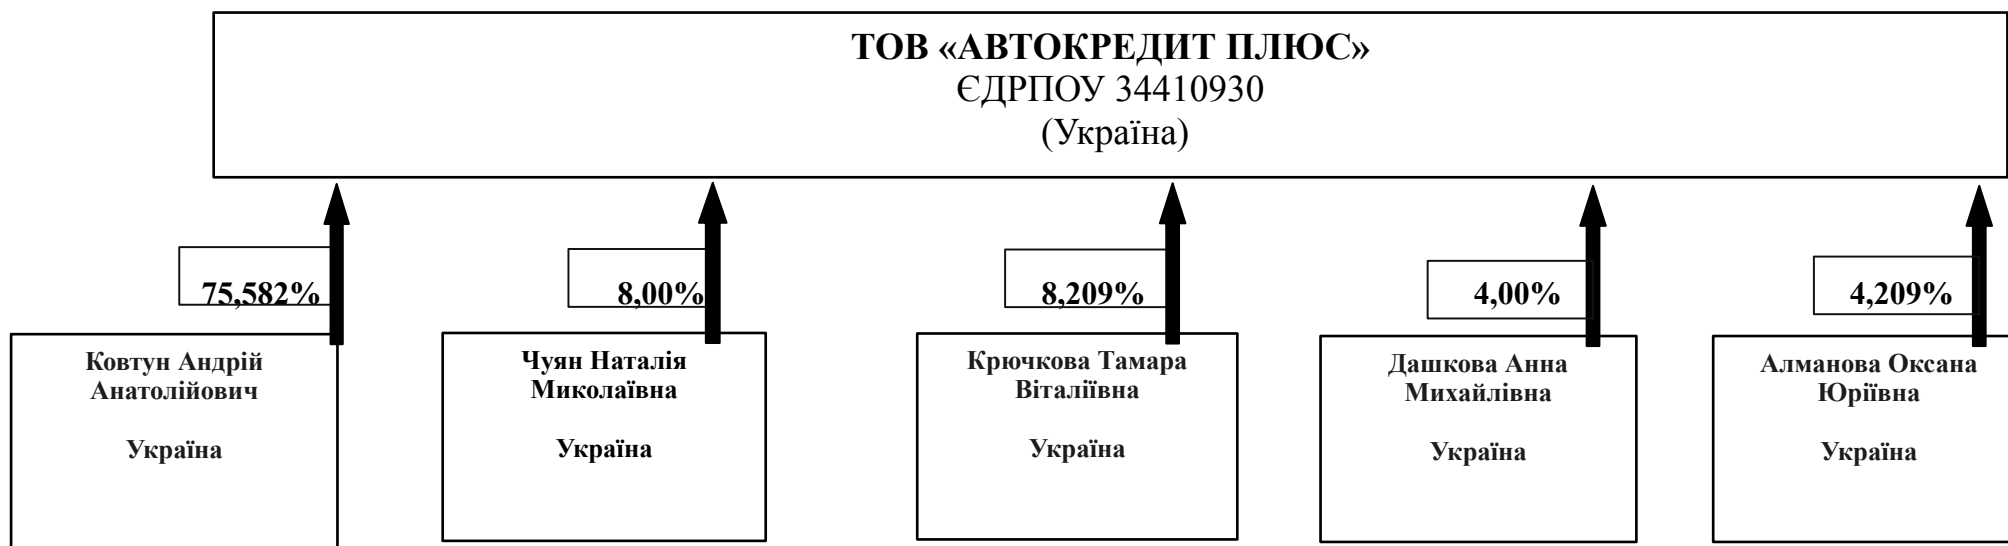 ТОВ «АВТОКРЕДИТ ПЛЮС»
ЄДРПОУ 34410930
(Україна)
75,582%
8,00%
8,209%
4,00%
4,209%
Ковтун Андрій
Анатолійович
Україна
Чуян Наталія
Миколаївна
Україна
Крючкова Тамара
Віталіївна
Україна
Дашкова Анна
Михайлівна
Україна
Алманова Оксана
Юріївна
Україна